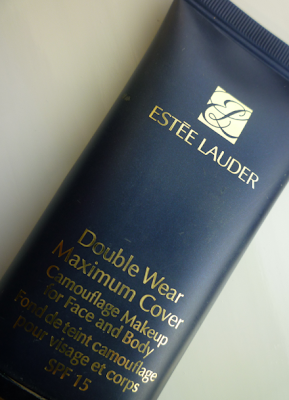 ESTĒE LAUDER
Double Wear
Maximum Cover
Camouflage Makeup
for Face and Body
Fond de teint camouflage
pour visage et corps
SPF 15